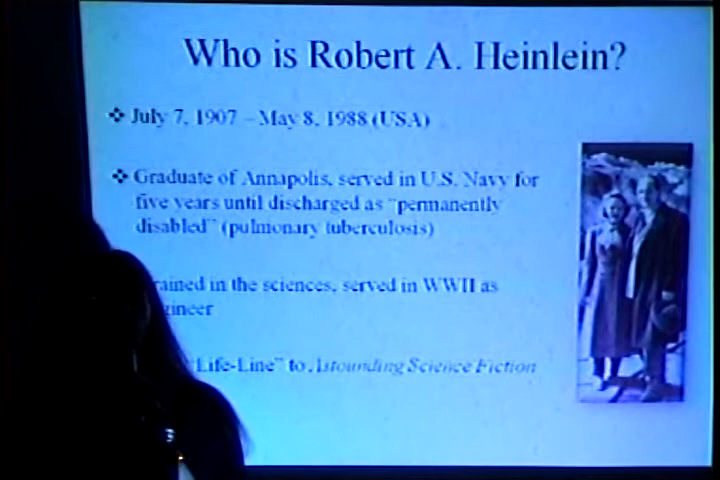 Who is Robert A. Heinlein?
❖ July 7, 1907 – May 8, 1988 (USA)
❖ Graduate of Annapolis, served in U.S. Navy for
five years until discharged as "permanently
disabled" (pulmonary tuberculosis)
rained in the sciences, served in WWII as
gineer
"Life-Line" to Astounding Science Fiction